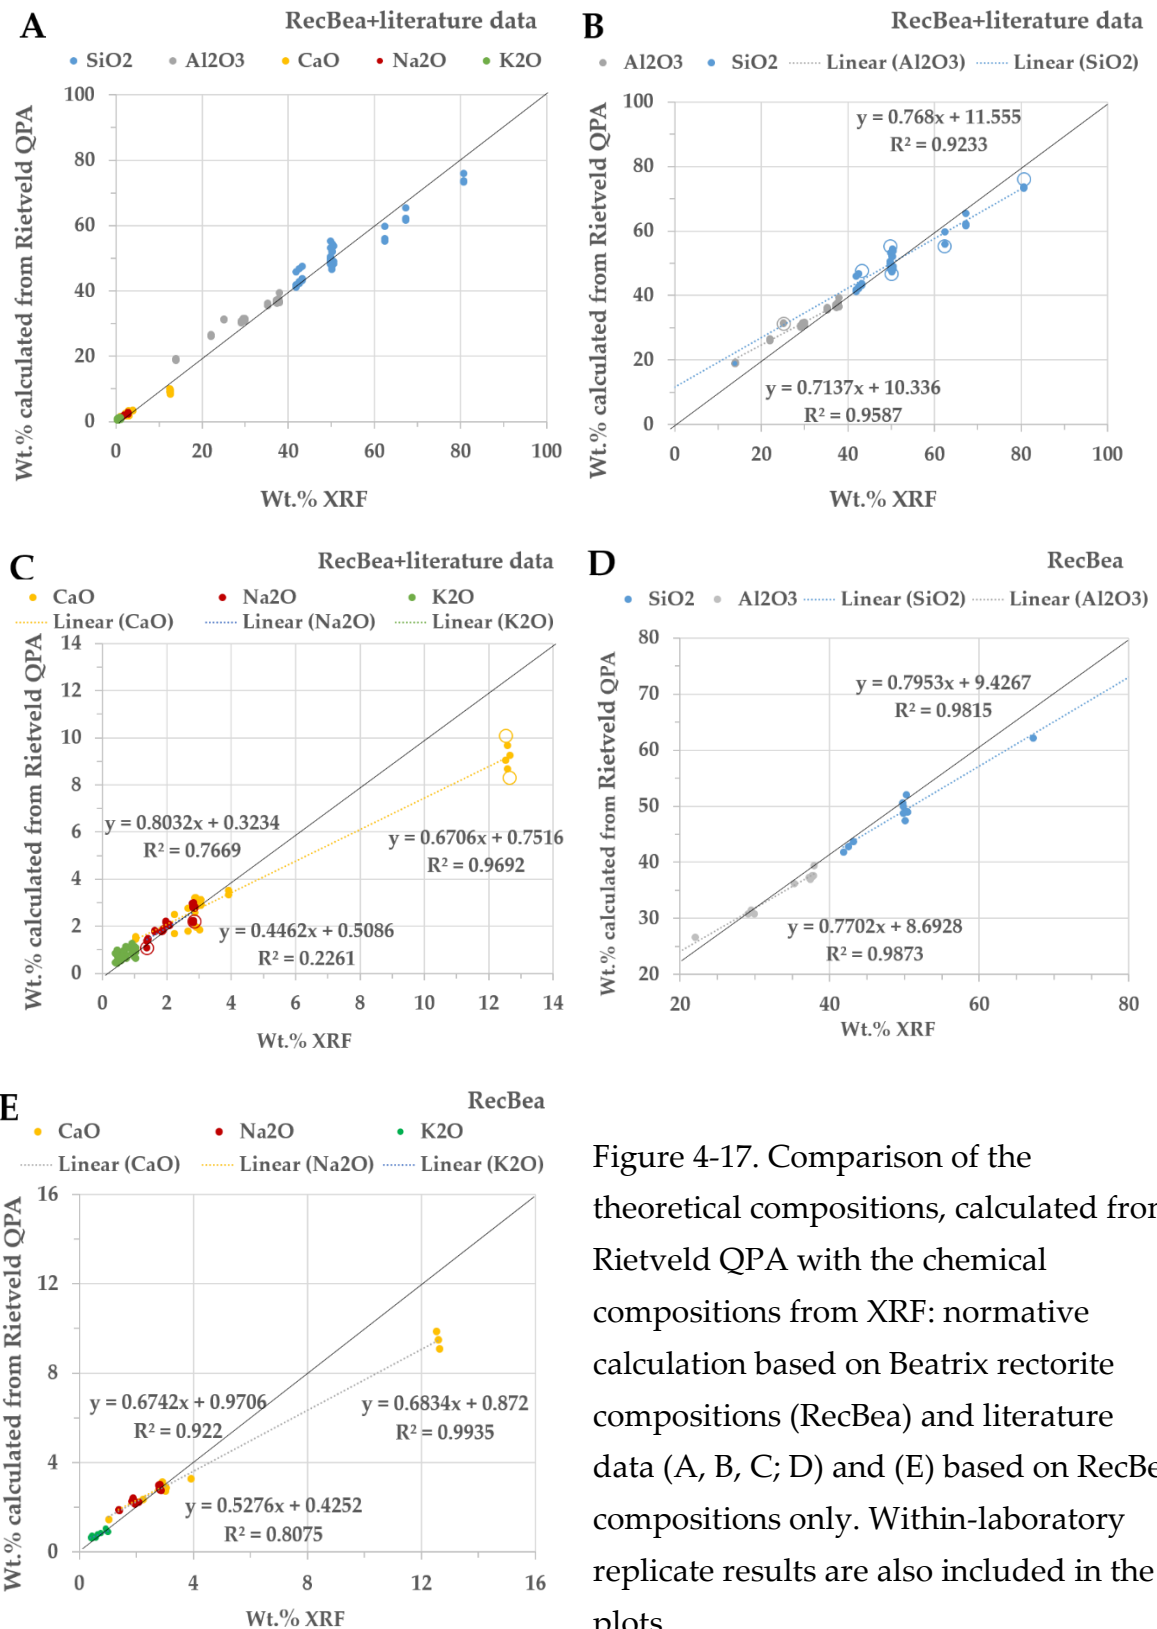 A
RecBea+literature data
SiO2 Al2O3 CaO Na2O K2O
Wt.% calculated from Rietveld QPA
100
80
60
40
20
0
0 20 40 60 80 100
Wt.% XRF
B
RecBea+literature data
Al2O3 SiO2 Linear (Al2O3) Linear (SiO2)
Wt.% calculated from Rietveld QPA
100
80
60
40
20
0
y = 0.768x + 11.555
R² = 0.9233
y = 0.7137x + 10.336
R² = 0.9587
0 20 40 60 80 100
Wt.% XRF
C
RecBea+literature data
CaO Na2O K2O
Linear (CaO) Linear (Na2O) Linear (K2O)
Wt.% calculated from Rietveld QPA
14
12
10
8
6
4
2
0
y = 0.8032x + 0.3234
R² = 0.7669
y = 0.6706x + 0.7516
R² = 0.9692
y = 0.4462x + 0.5086
R² = 0.2261
0 2 4 6 8 10 12 14
Wt.% XRF
D
RecBea
SiO2 Al2O3 Linear (SiO2) Linear (Al2O3)
Wt.% calculated from Rietveld QPA
80
70
60
50
40
30
20
y = 0.7953x + 9.4267
R² = 0.9815
y = 0.7702x + 8.6928
R² = 0.9873
20 40 60 80
Wt.% XRF
E
RecBea
CaO Na2O K2O
Linear (CaO) Linear (Na2O) Linear (K2O)
Wt.% calculated from Rietveld QPA
16
12
8
4
0
y = 0.6742x + 0.9706
R² = 0.922
y = 0.6834x + 0.872
R² = 0.9935
y = 0.5276x + 0.4252
R² = 0.8075
0 4 8 12 16
Wt.% XRF
Figure 4-17. Comparison of the
theoretical compositions, calculated from
Rietveld QPA with the chemical
compositions from XRF: normative
calculation based on Beatrix rectorite
compositions (RecBea) and literature
data (A, B, C; D) and (E) based on RecBe
compositions only. Within-laboratory
replicate results are also included in the
plots